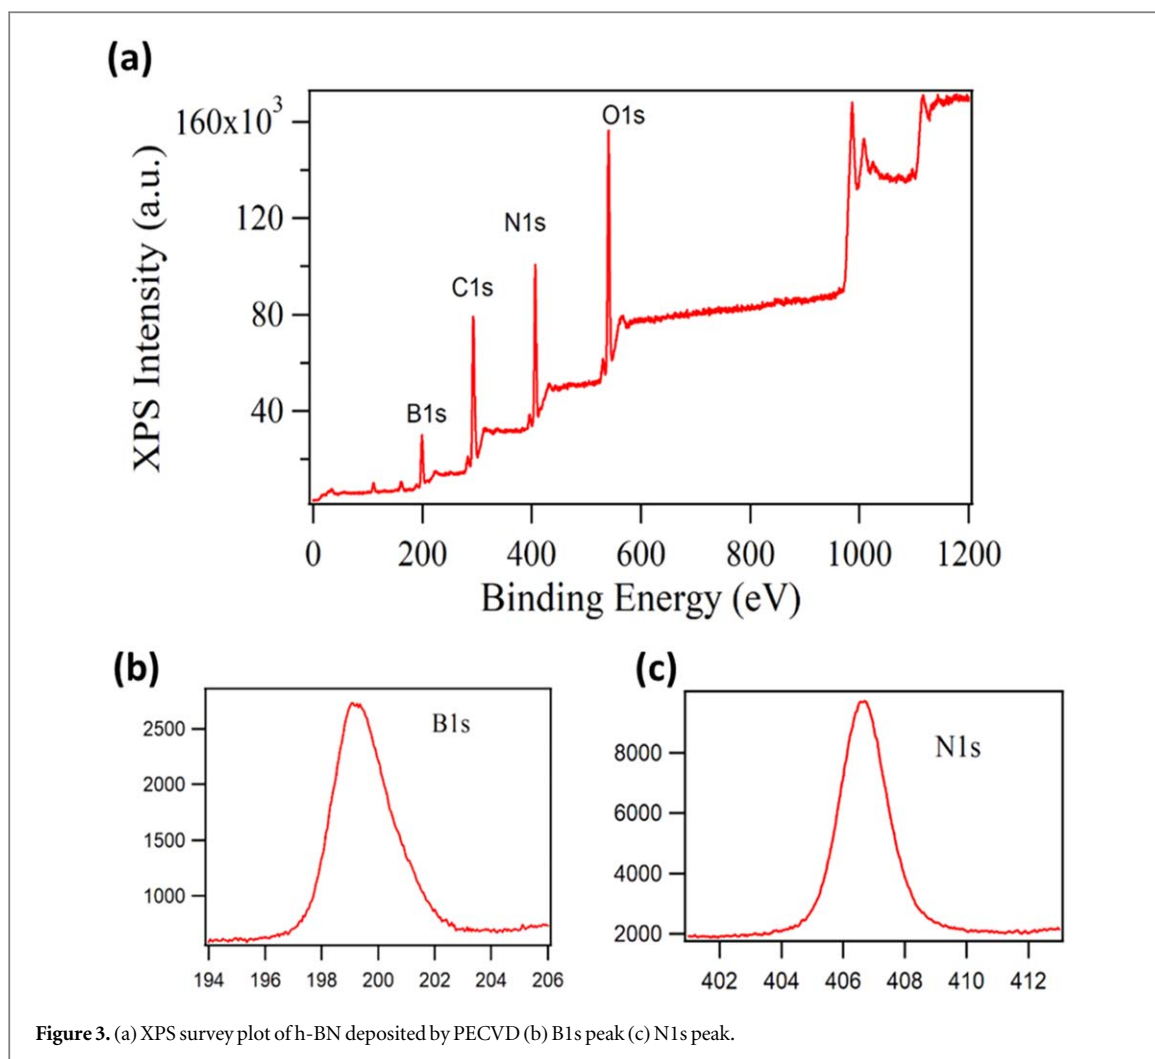 (a)
XPS Intensity (a.u.)
160x10³
120
80
40
B1s
C1s
N1s
O1s
0 200 400 600 800 1000 1200
Binding Energy (eV)
(b)
2500
2000
1500
1000
B1s
194 196 198 200 202 204 206
(c)
8000
6000
4000
2000
N1s
402 404 406 408 410 412
Figure 3. (a) XPS survey plot of h-BN deposited by PECVD (b) B1s peak (c) N1s peak.